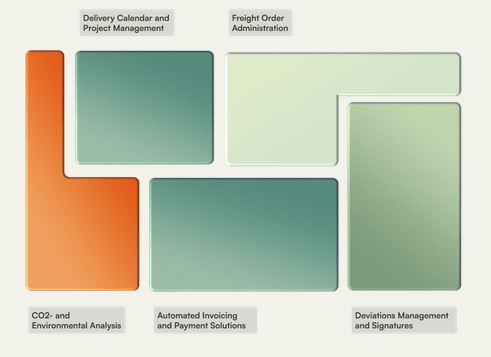 Delivery Calendar and
Project Management
Freight Order
Administration
CO2- and
Environmental Analysis
Automated Invoicing
and Payment Solutions
Deviations Management
and Signatures